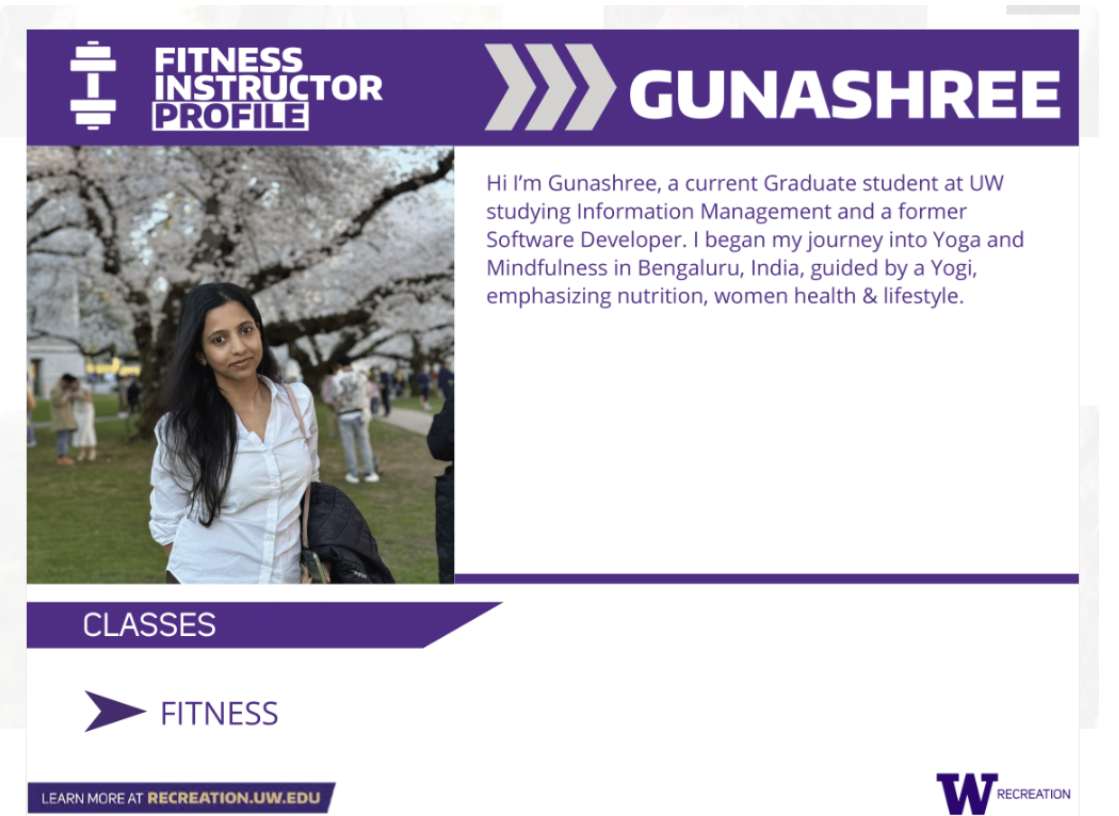 FITNESS
INSTRUCTOR
PROFILE
GUNASHREE
Hi I’m Gunashree, a current Graduate student at UW
studying Information Management and a former
Software Developer. I began my journey into Yoga and
Mindfulness in Bengaluru, India, guided by a Yogi,
emphasizing nutrition, women health & lifestyle.
CLASSES
FITNESS
LEARN MORE AT RECREATION.UW.EDU
W RECREATION